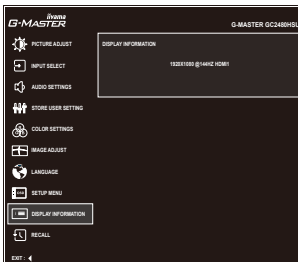 iiyama
G-MASTER
G-MASTER GC2480HSU
PICTURE ADJUST
DISPLAY INFORMATION
1920X1080 @144HZ HDMI1
INPUT SELECT
AUDIO SETTINGS
STORE USER SETTING
COLOR SETTINGS
IMAGE ADJUST
LANGUAGE
OSD
SETUP MENU
DISPLAY INFORMATION
RECALL
EXIT :